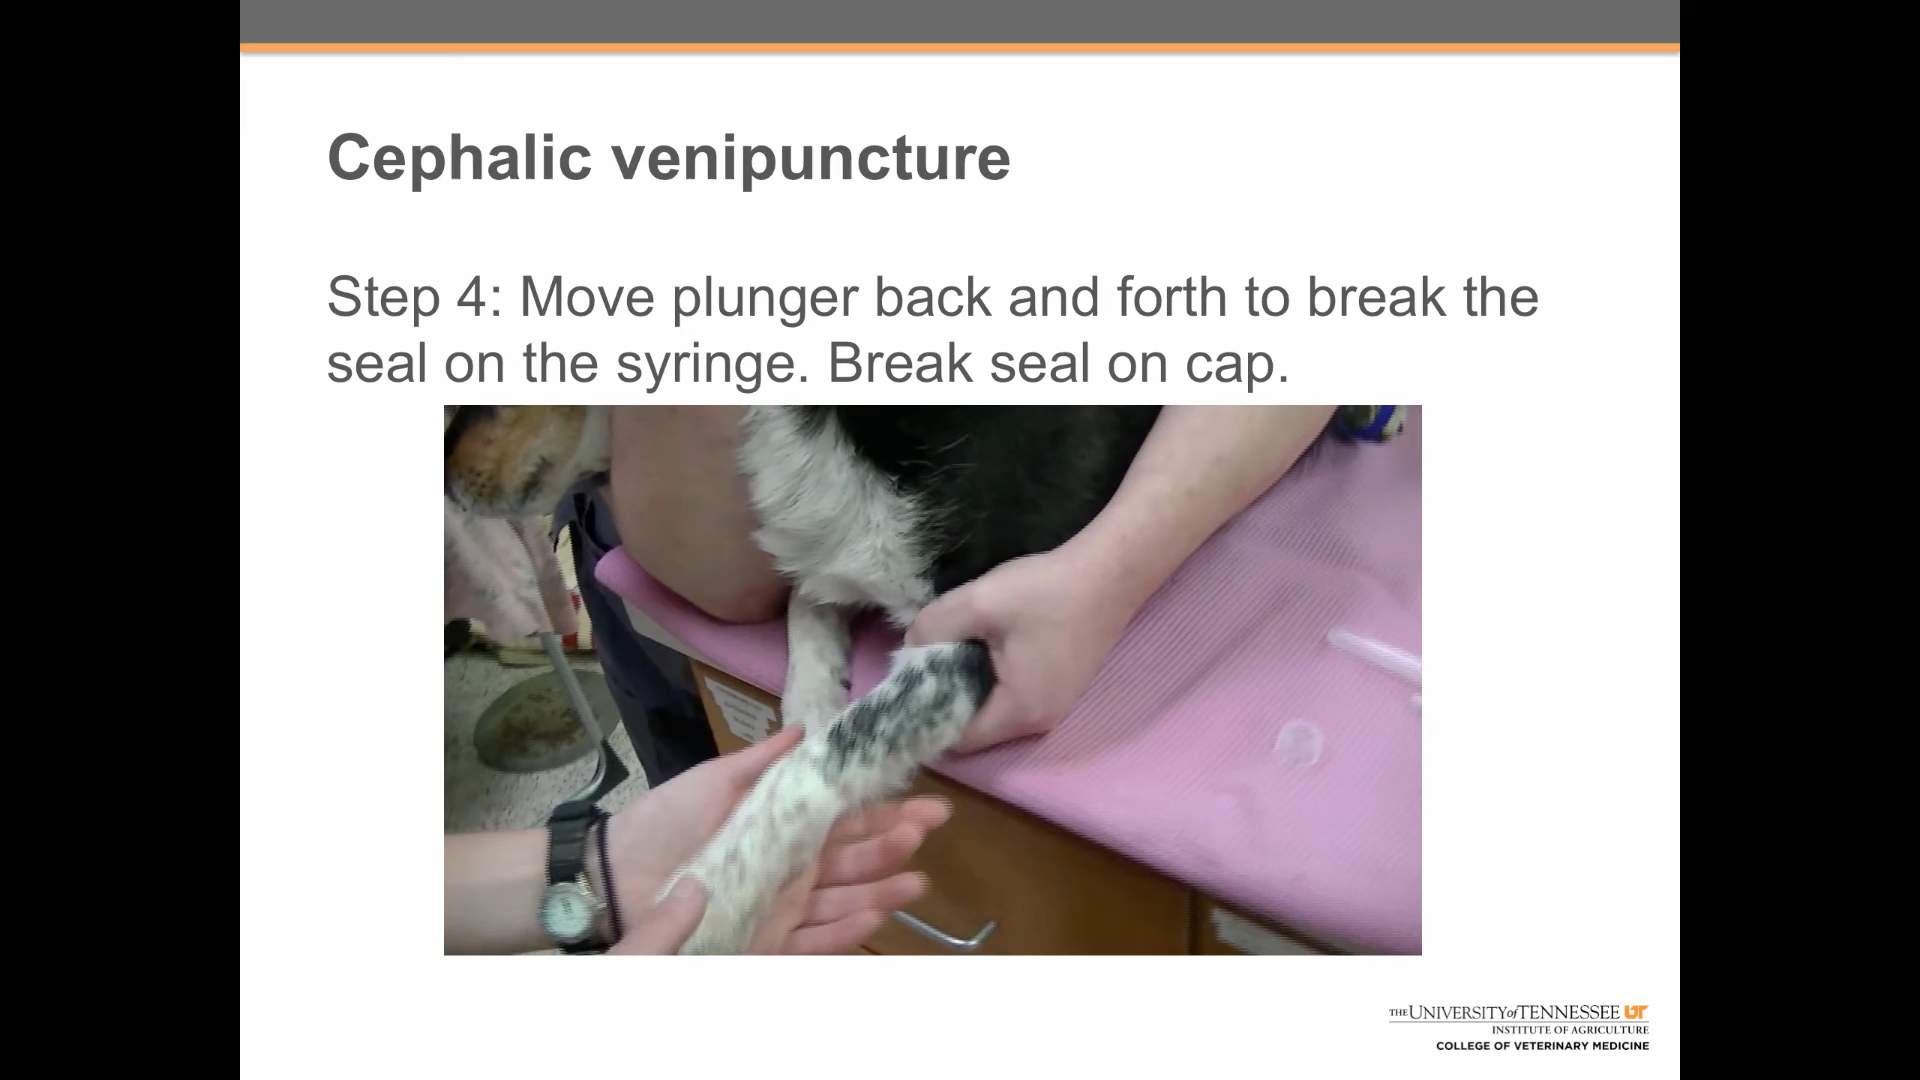 Cephalic venipuncture
Step 4: Move plunger back and forth to break the
seal on the syringe. Break seal on cap.
THE UNIVERSITY of TENNESSEE UT
INSTITUTE OF AGRICULTURE
COLLEGE OF VETERINARY MEDICINE